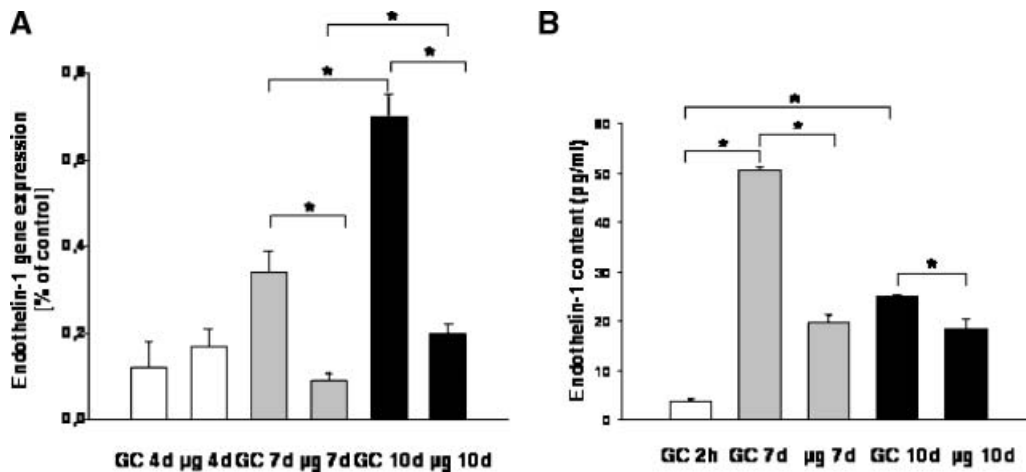 A
Endothelin-1 gene expression
[% of control]
0,8
0,6
0,4
0,2
0,0
*
*
*
*
GC 4d µg 4d GC 7d µg 7d GC 10d µg 10d
B
Endothelin-1 content (pg/ml)
60
50
40
30
20
10
0
*
*
*
*
GC 2h GC 7d µg 7d GC 10d µg 10d